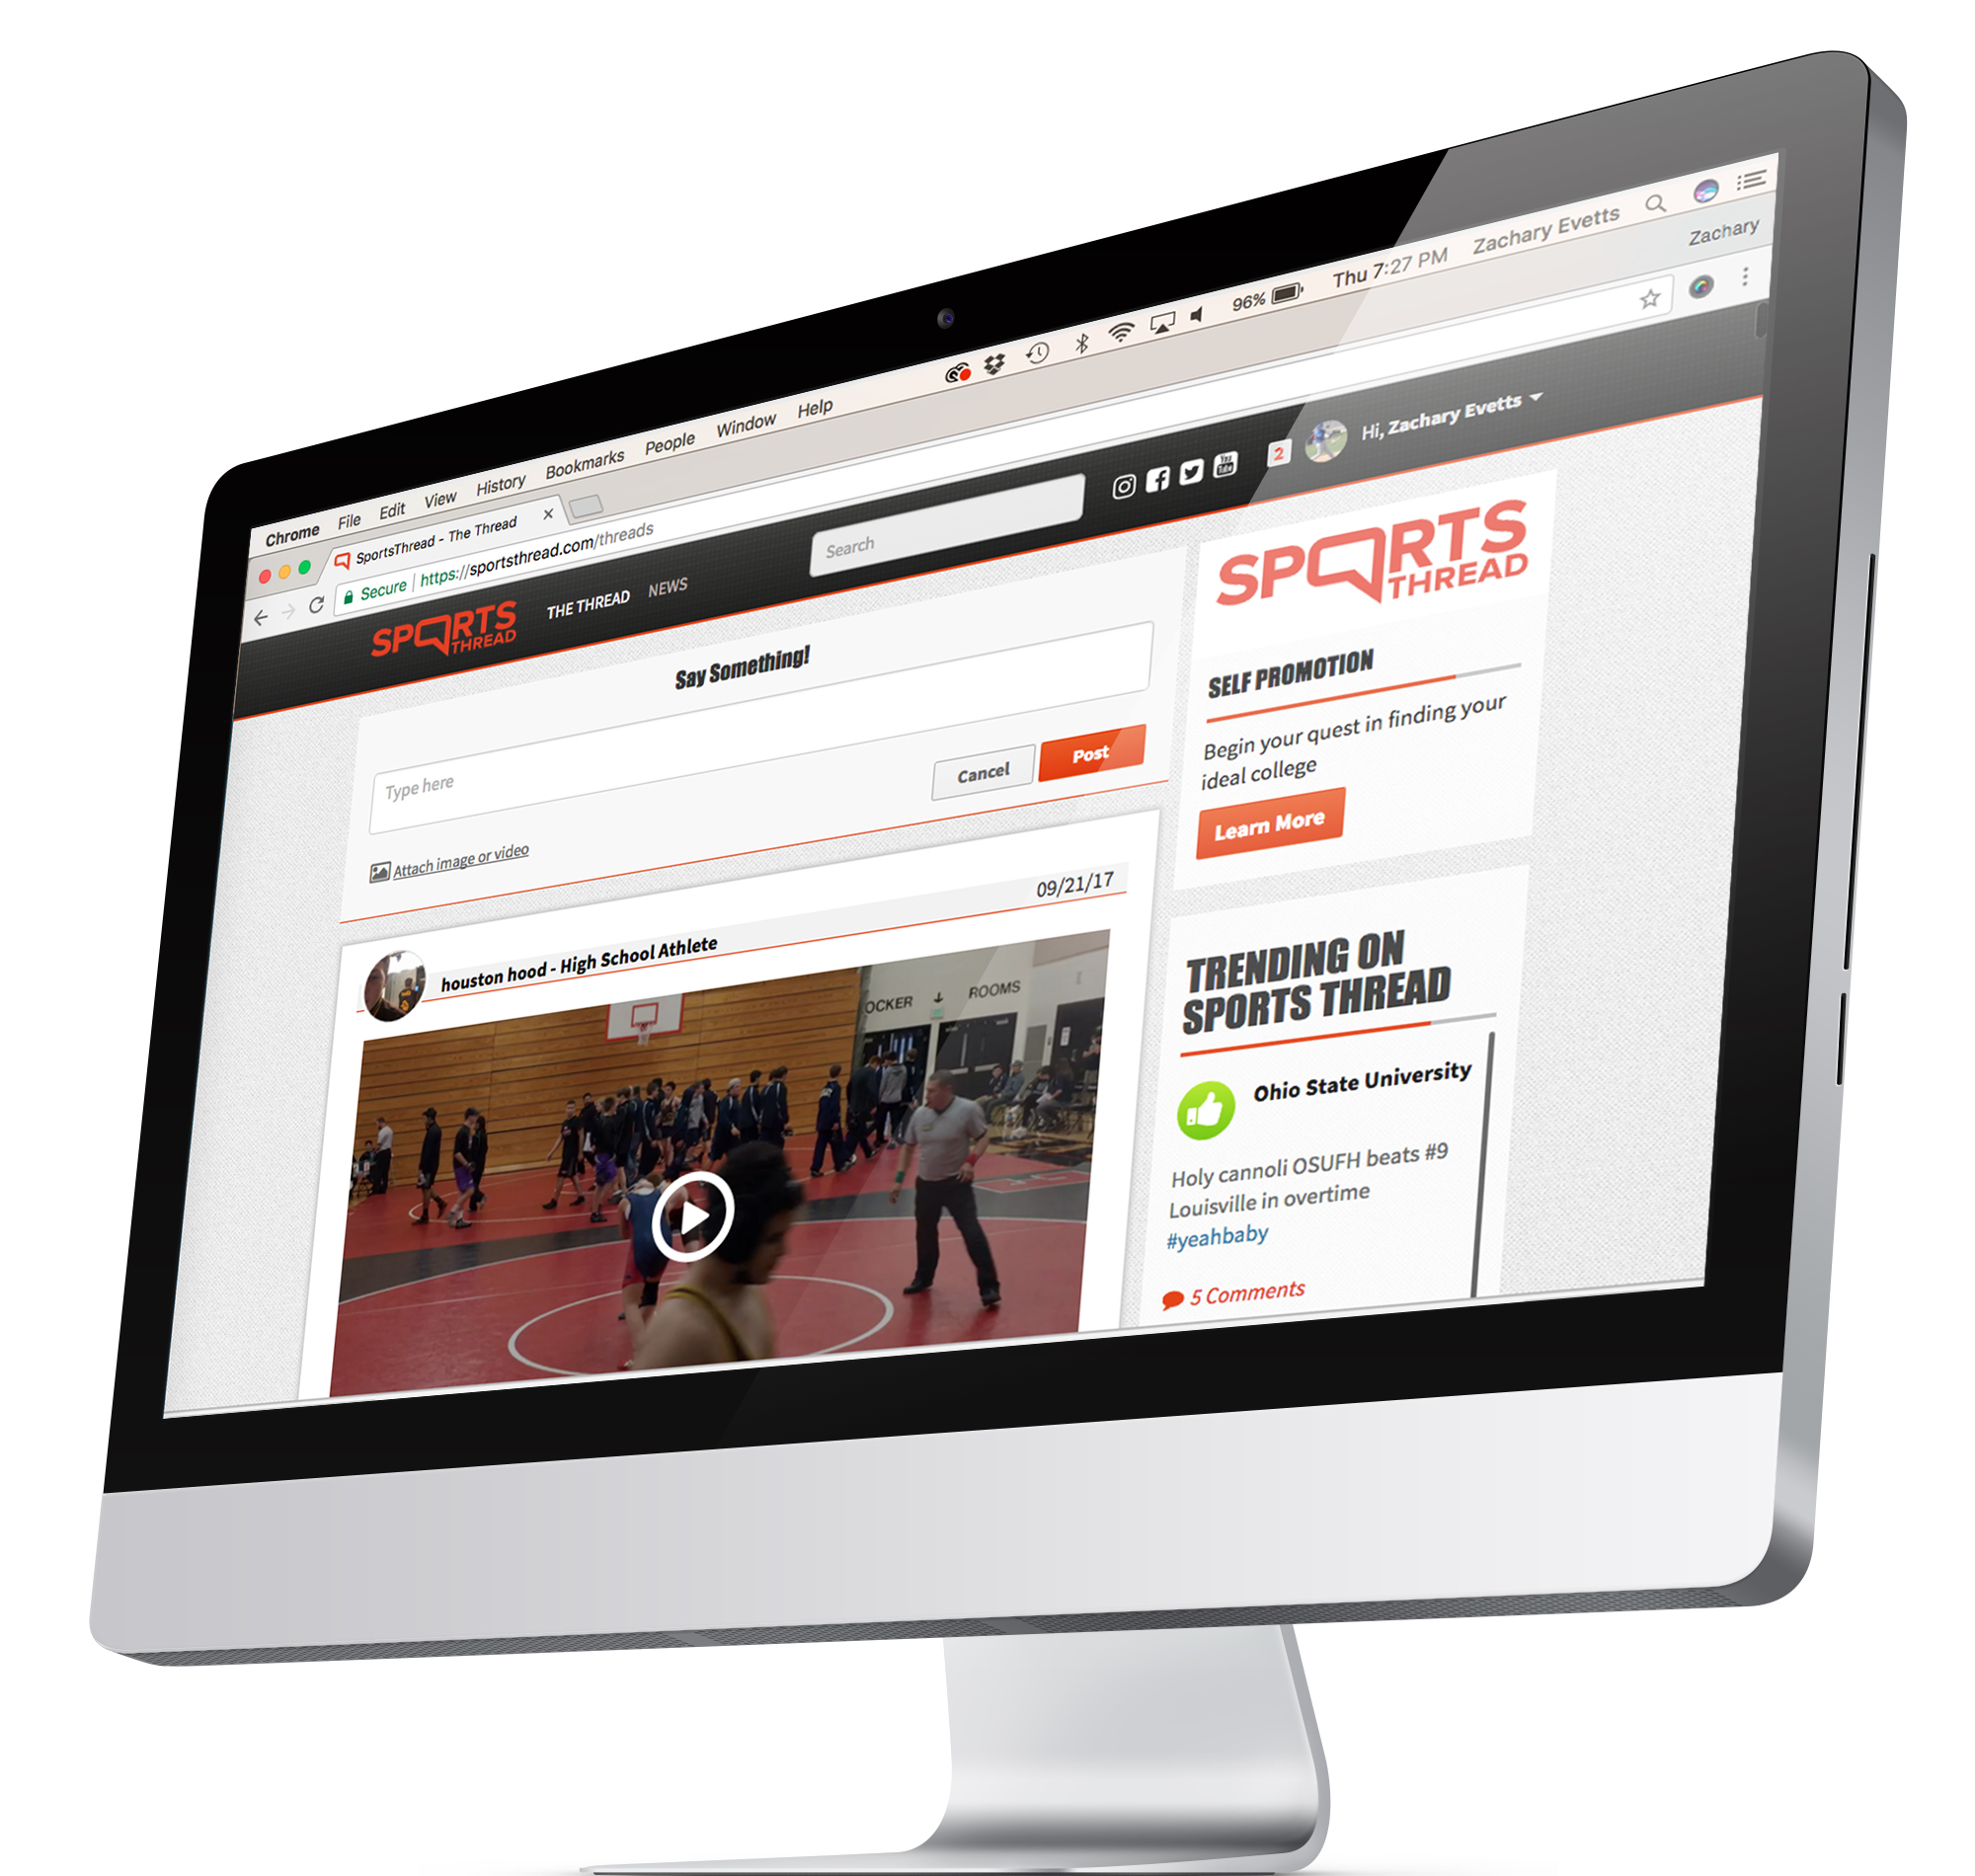 Chrome File Edit View History Bookmarks People Window Help 96% Thu 7:27 PM Zachary Evetts
SportsThread - The Thread Zachary
Secure | https://sportsthread.com/threads
SPORTS THREAD THE THREAD NEWS Search You Tube 2 Hi, Zachary Evetts
Say Something!
Type here
Cancel Post
Attach image or video
houston hood - High School Athlete 09/21/17
OCKER ROOMS
SPORTS
THREAD
SELF PROMOTION
Begin your quest in finding your
ideal college
Learn More
TRENDING ON
SPORTS THREAD
Ohio State University
Holy cannoli OSUFH beats #9
Louisville in overtime
#yeahbaby
5 Comments